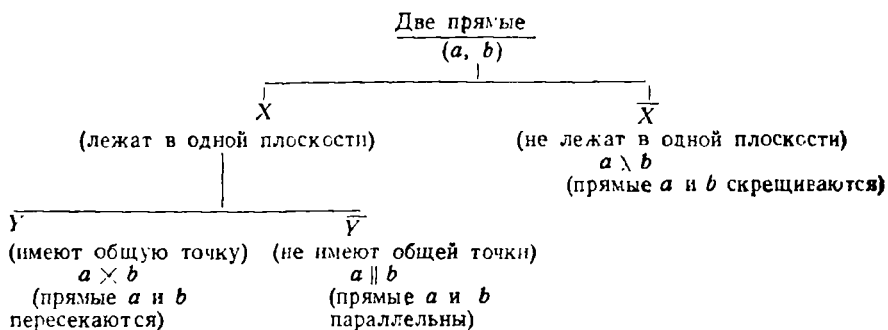 Две прямые
(a, b)
X
X̅
(лежат в одной плоскости)
(не лежат в одной плоскости)
a \ b
(прямые a и b скрещиваются)
Y
Y̅
(имеют общую точку)
(не имеют общей точки)
a × b
a ∥ b
(прямые a и b
(прямые a и b
пересекаются)
параллельны)